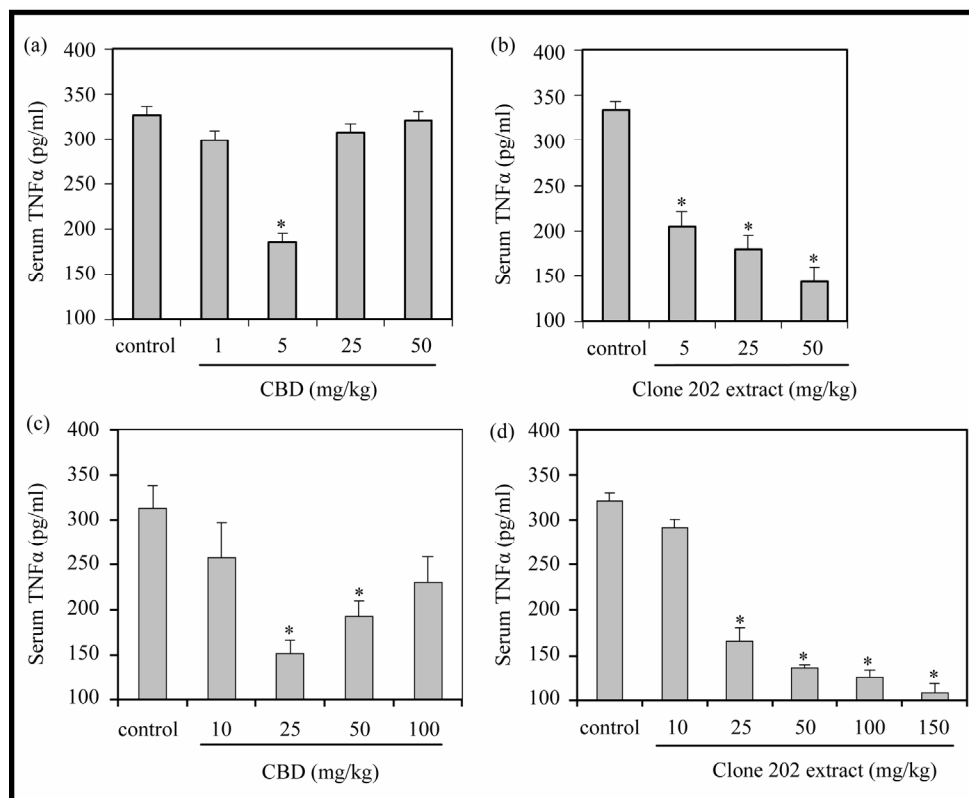 (a)
400
350
300
250
200
150
100
Serum TNFα (pg/ml)
*
control 1 5 25 50
CBD (mg/kg)
(b)
400
350
300
250
200
150
100
Serum TNFα (pg/ml)
*
*
*
control 5 25 50
Clone 202 extract (mg/kg)
(c)
400
350
300
250
200
150
100
Serum TNFα (pg/ml)
*
*
control 10 25 50 100
CBD (mg/kg)
(d)
400
350
300
250
200
150
100
Serum TNFα (pg/ml)
*
*
*
*
control 10 25 50 100 150
Clone 202 extract (mg/kg)